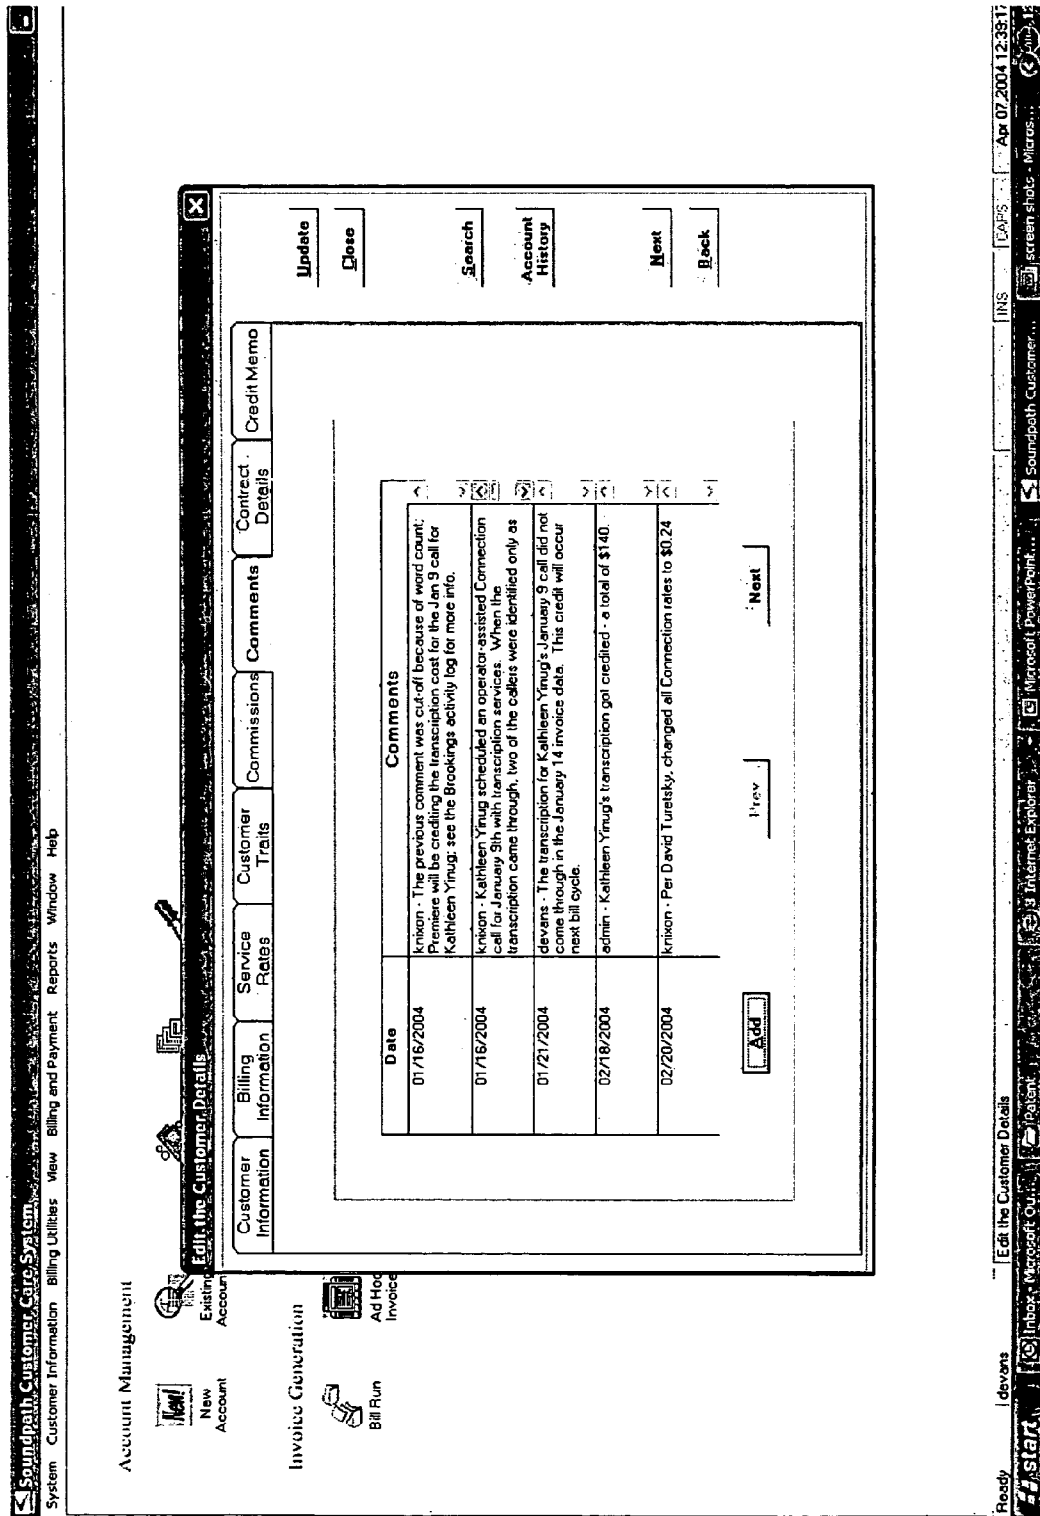 Soundpath Customer Care System
System Customer Information Billing Utilities View Billing and Payment Reports Window Help
Account Management
New!
New
Account
Existing
Accoun
Invoice Generation
Bill Run
Ad Hoc
Invoice
Edit the Customer Details
Customer
Information
Billing
Information
Service
Rates
Customer
Traits
Commissions
Comments
Contrect
Details
Credit Memo
Update
Close
Search
Account
History
Next
Back
Date Comments
01/16/2004 knixon - The previous comment was cut-off because of word count;
Premiere will be crediting the transcription cost for the Jan 9 call for
Kathleen Yinug; see the Brookings activity log for more info.
01/16/2004 knixon - Kathleen Yinug scheduled an operator-assisted Connection
call for January 9th with transcription services. When the
transcription came through, two of the callers were identified only as
01/21/2004 devans - The transcription for Kathleen Yinug's January 9 call did not
come through in the January 14 invoice data. This credit will occur
next bill cycle.
02/18/2004 admin - Kathleen Yinug's transcription got credited - a total of $140.
02/20/2004 knixon - Per David Turetsky, changed all Connection rates to $0.24
Add Prev Next
Ready devans Edit the Customer Details INS CAPS Apr 07,2004 12:39:17
start Inbox - Microsoft Patent 3 Internet Explorer Microsoft PowerPoint... Soundpath Customer... screen shots - Micros...